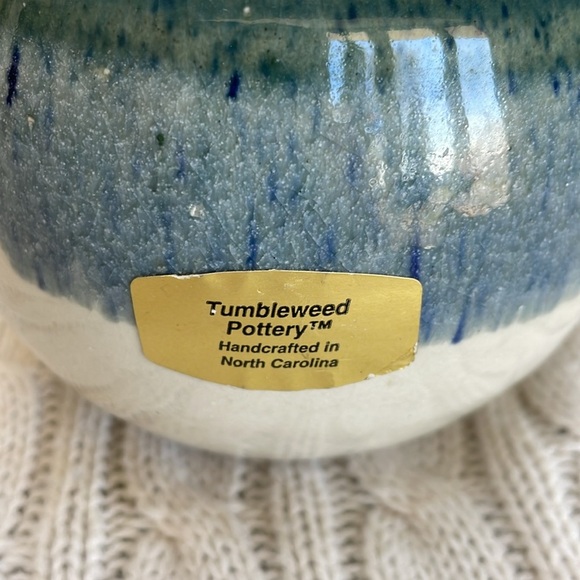 Tumbleweed
Pottery™
Handcrafted in
North Carolina